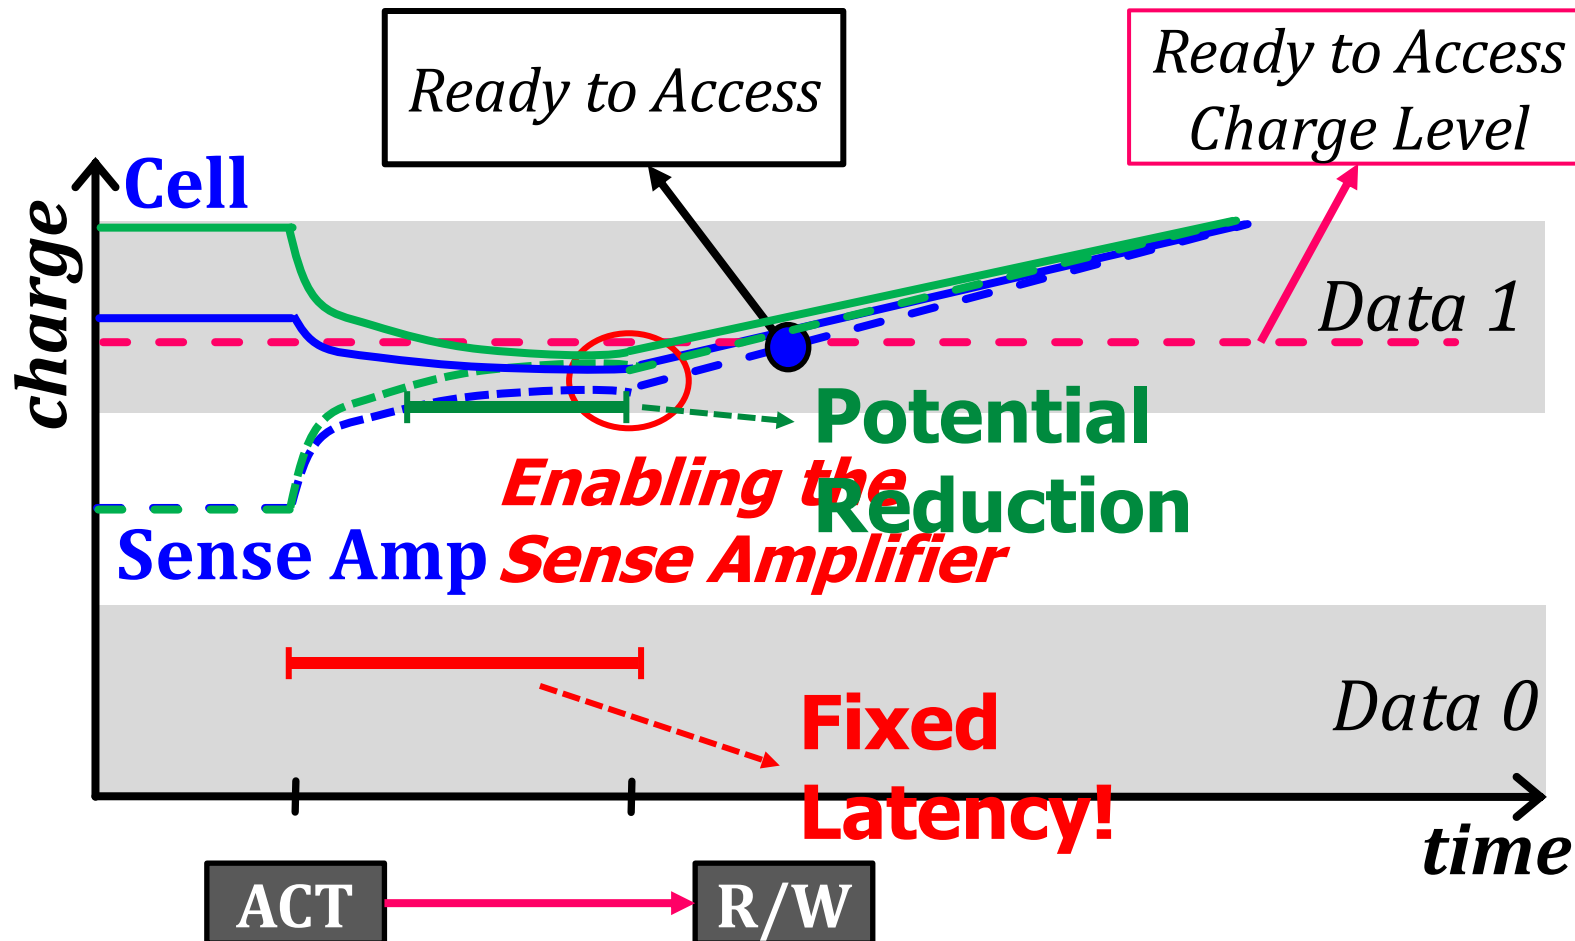 Ready to Access
Ready to Access
Charge Level
Cell
charge
Data 1
Potential
Reduction
Enabling the
Sense Amplifier
Sense Amp
Fixed
Latency!
Data 0
time
ACT
R/W